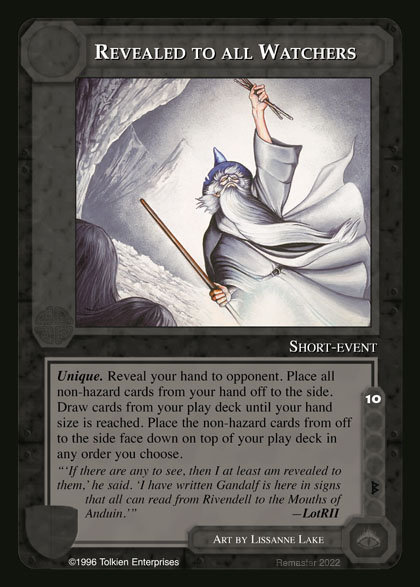 REVEALED TO ALL WATCHERS
SHORT-EVENT
Unique. Reveal your hand to opponent. Place all
non-hazard cards from your hand off to the side.
Draw cards from your play deck until your hand
size is reached. Place the non-hazard cards from off
to the side face down on top of your play deck in
any order you choose.
“‘If there are any to see, then I at least am revealed to
them,’ he said. ‘I have written Gandalf is here in signs
that all can read from Rivendell to the Mouths of
Anduin.’” –LotRII
10
ART BY LISSANNE LAKE
©1996 Tolkien Enterprises
Remaster 2022